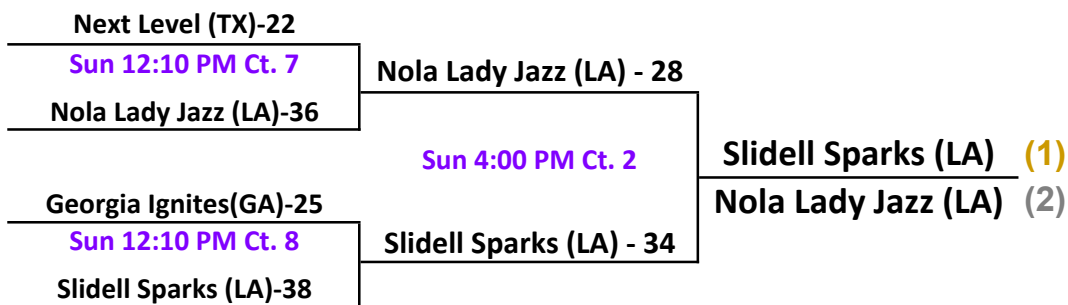 Next Level (TX)-22
Sun 12:10 PM Ct. 7
Nola Lady Jazz (LA)-36
Nola Lady Jazz (LA) - 28
Sun 4:00 PM Ct. 2
Slidell Sparks (LA) (1)
Nola Lady Jazz (LA) (2)
Georgia Ignites(GA)-25
Sun 12:10 PM Ct. 8
Slidell Sparks (LA)-38
Slidell Sparks (LA) - 34